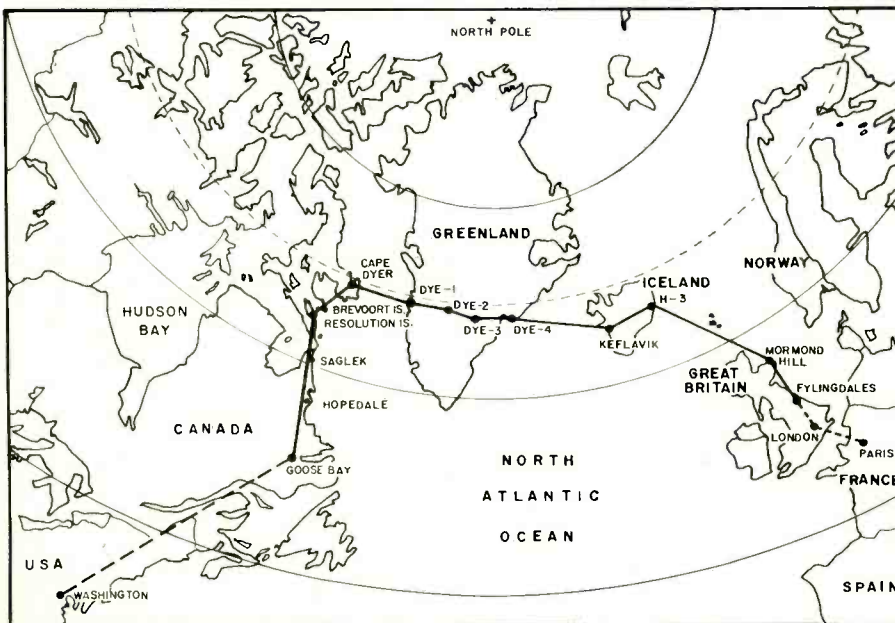 NORTH POLE
GREENLAND
CAPE
DYER
DYE-1
DYE-2
DYE-3
DYE-4
ICELAND
H-3
KEFLAVIK
NORWAY
HUDSON
BAY
BREVOORT IS.
RESOLUTION IS.
SAGLEK
HOPEDALE
MORMOND
HILL
GREAT
BRITAIN
FYLINGDALES
CANADA
GOOSE BAY
LONDON
PARIS
FRANCE
NORTH
ATLANTIC
OCEAN
USA
WASHINGTON
SPAIN